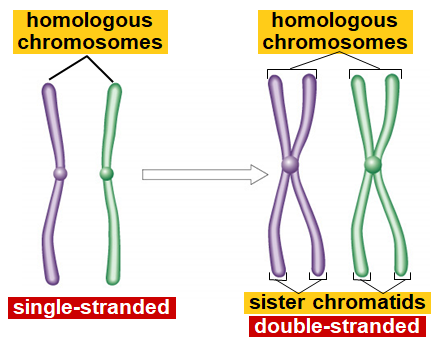 homologous
chromosomes
homologous
chromosomes
single-stranded
sister chromatids
double-stranded